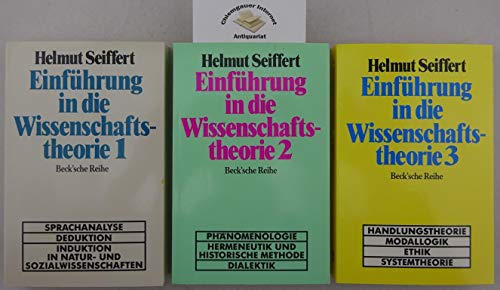 Chiemgauer Internet
Antiquariat
Helmut Seiffert
Einführung
in die
Wissenschafts-
theorie 1
Beck'sche Reihe
SPRACHANALYSE
DEDUKTION
INDUKTION
IN NATUR- UND
SOZIALWISSENSCHAFTEN
Helmut Seiffert
Einführung
in die
Wissenschafts-
theorie 2
Beck'sche Reihe
PHÄNOMENOLOGIE
HERMENEUTIK UND
HISTORISCHE METHODE
DIALEKTIK
Helmut Seiffert
Einführung
in die
Wissenschafts-
theorie 3
Beck'sche Reihe
HANDLUNGSTHEORIE
MODALLOGIK
ETHIK
SYSTEMTHEORIE